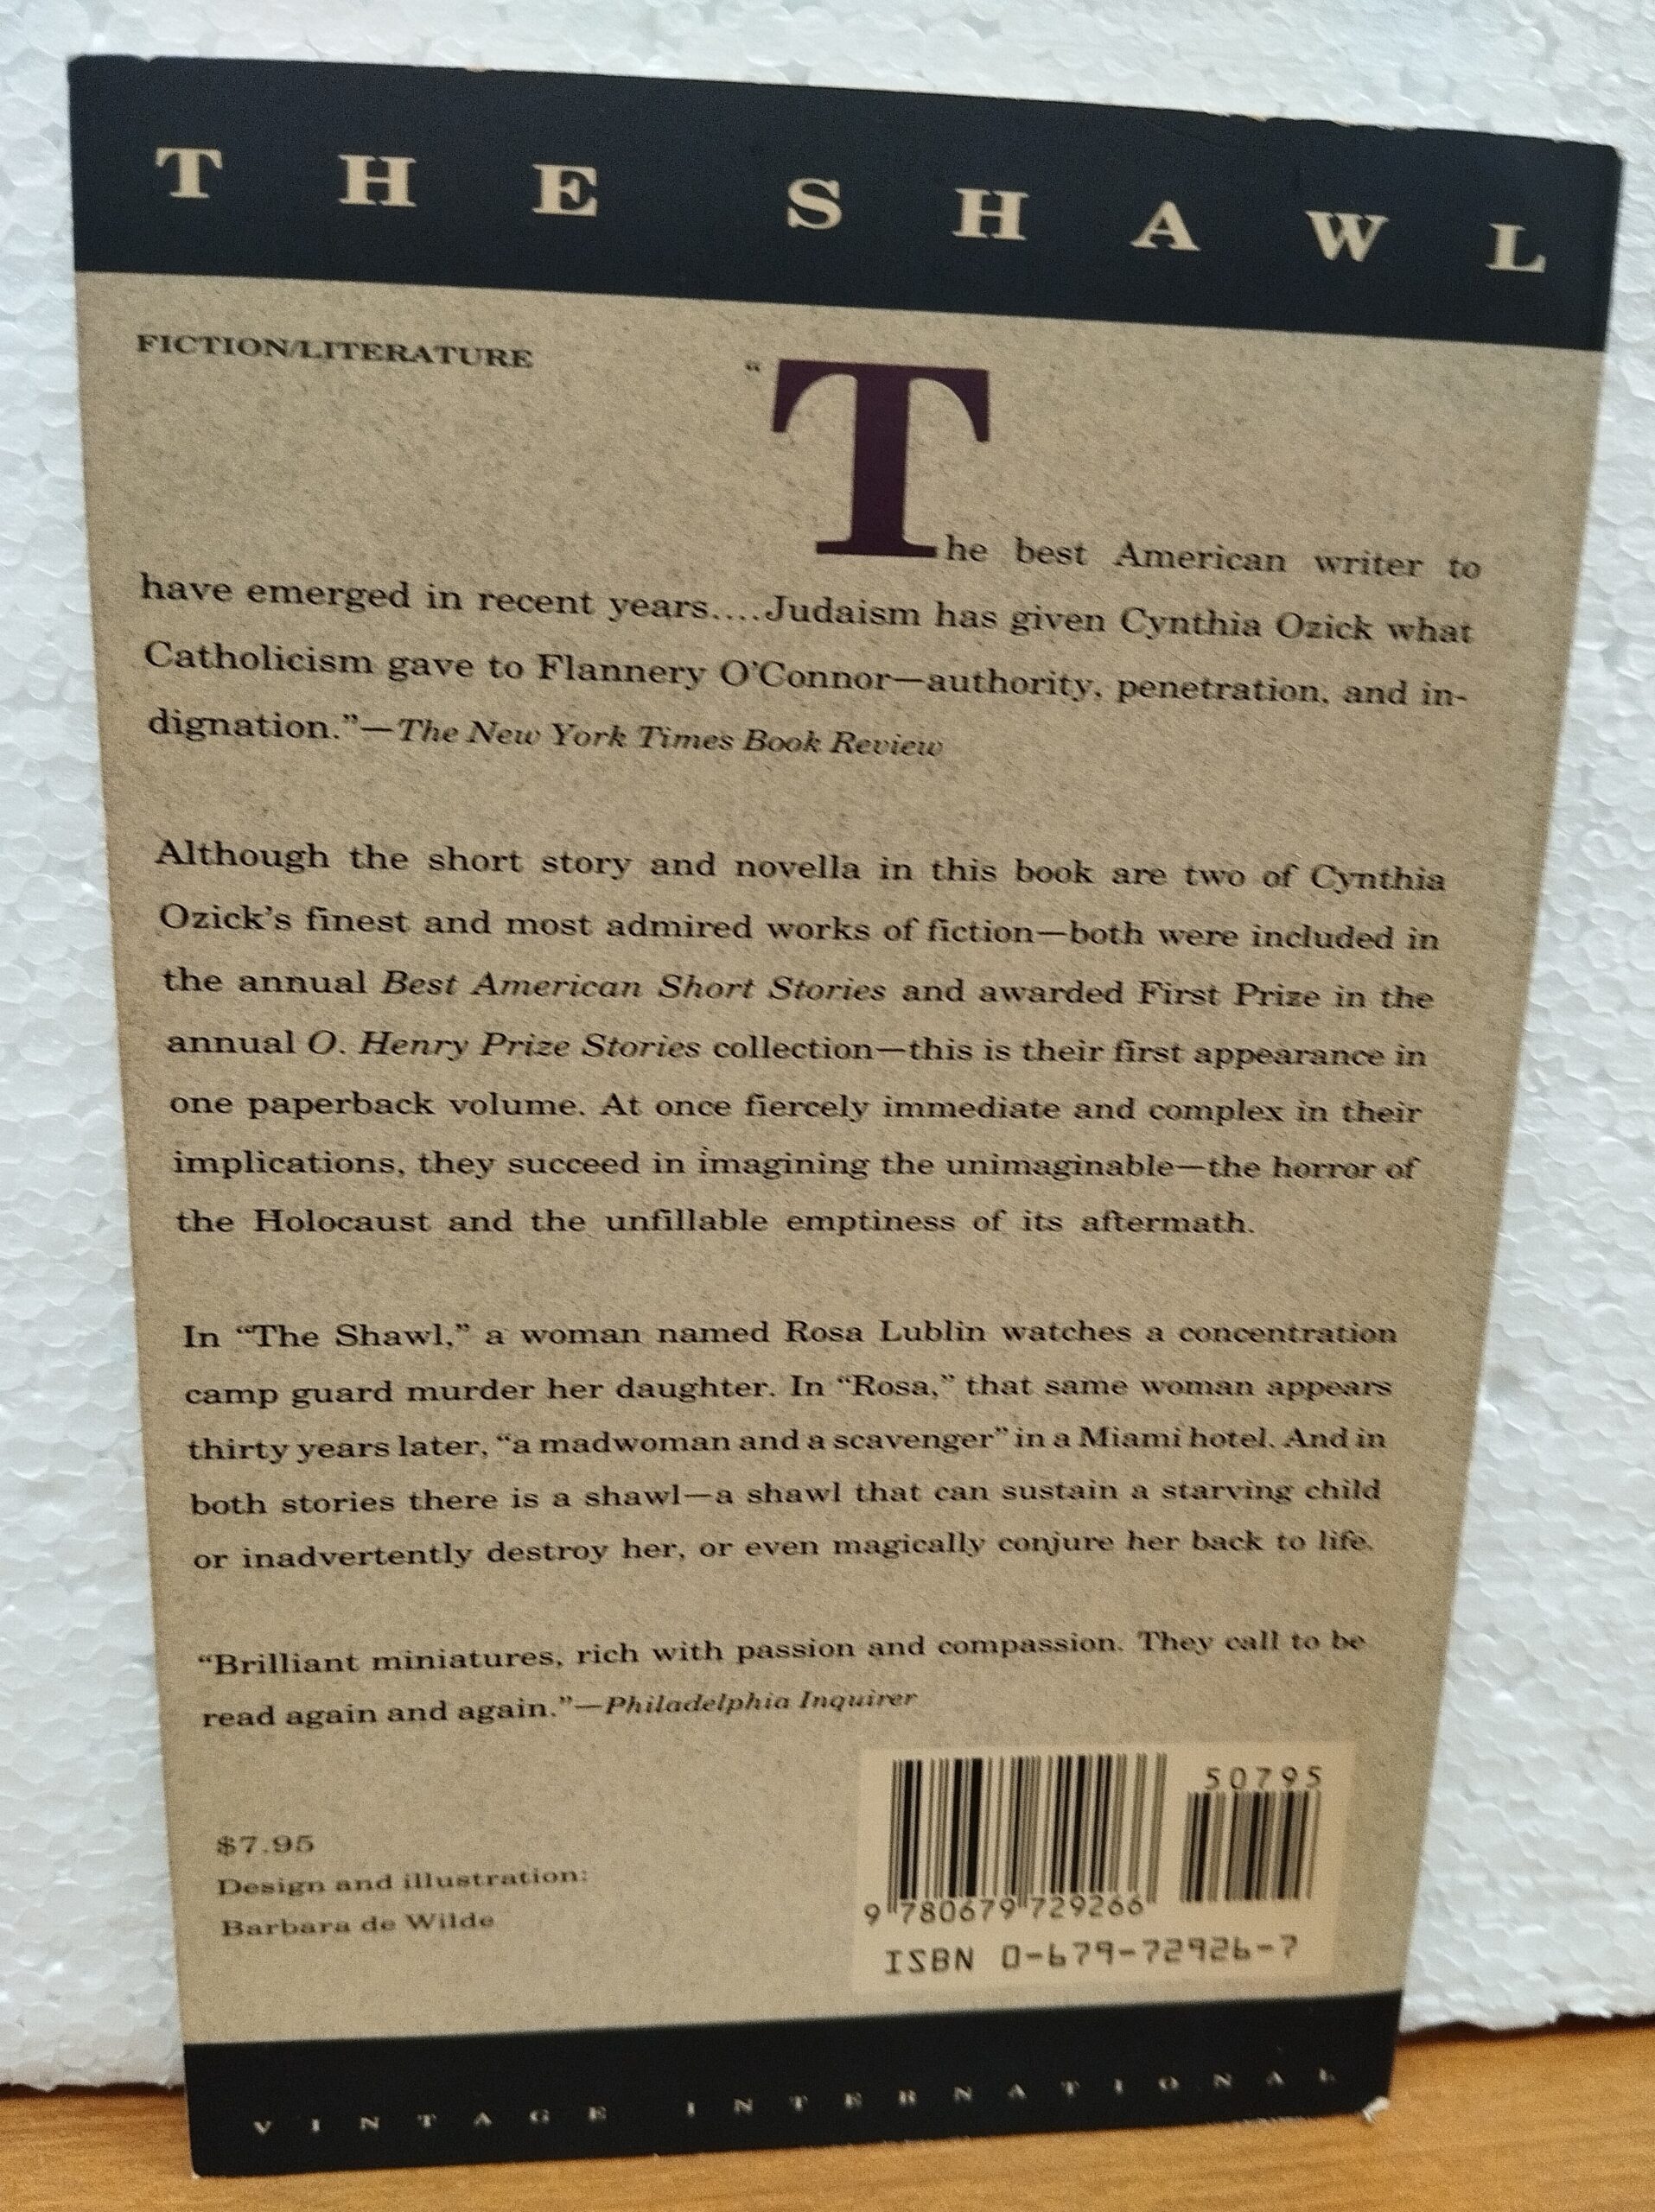 THE SHAWL
FICTION/LITERATURE
“The best American writer to
have emerged in recent years....Judaism has given Cynthia Ozick what
Catholicism gave to Flannery O’Connor—authority, penetration, and in-
dignation.”—The New York Times Book Review
Although the short story and novella in this book are two of Cynthia
Ozick’s finest and most admired works of fiction—both were included in
the annual Best American Short Stories and awarded First Prize in the
annual O. Henry Prize Stories collection—this is their first appearance in
one paperback volume. At once fiercely immediate and complex in their
implications, they succeed in imagining the unimaginable—the horror of
the Holocaust and the unfillable emptiness of its aftermath.
In “The Shawl,” a woman named Rosa Lublin watches a concentration
camp guard murder her daughter. In “Rosa,” that same woman appears
thirty years later, “a madwoman and a scavenger” in a Miami hotel. And in
both stories there is a shawl—a shawl that can sustain a starving child
or inadvertently destroy her, or even magically conjure her back to life.
“Brilliant miniatures, rich with passion and compassion. They call to be
read again and again.”—Philadelphia Inquirer
$7.95
Design and illustration:
Barbara de Wilde
50795
9 780679 729266
ISBN 0-679-72926-7
VINTAGE INTERNATIONAL